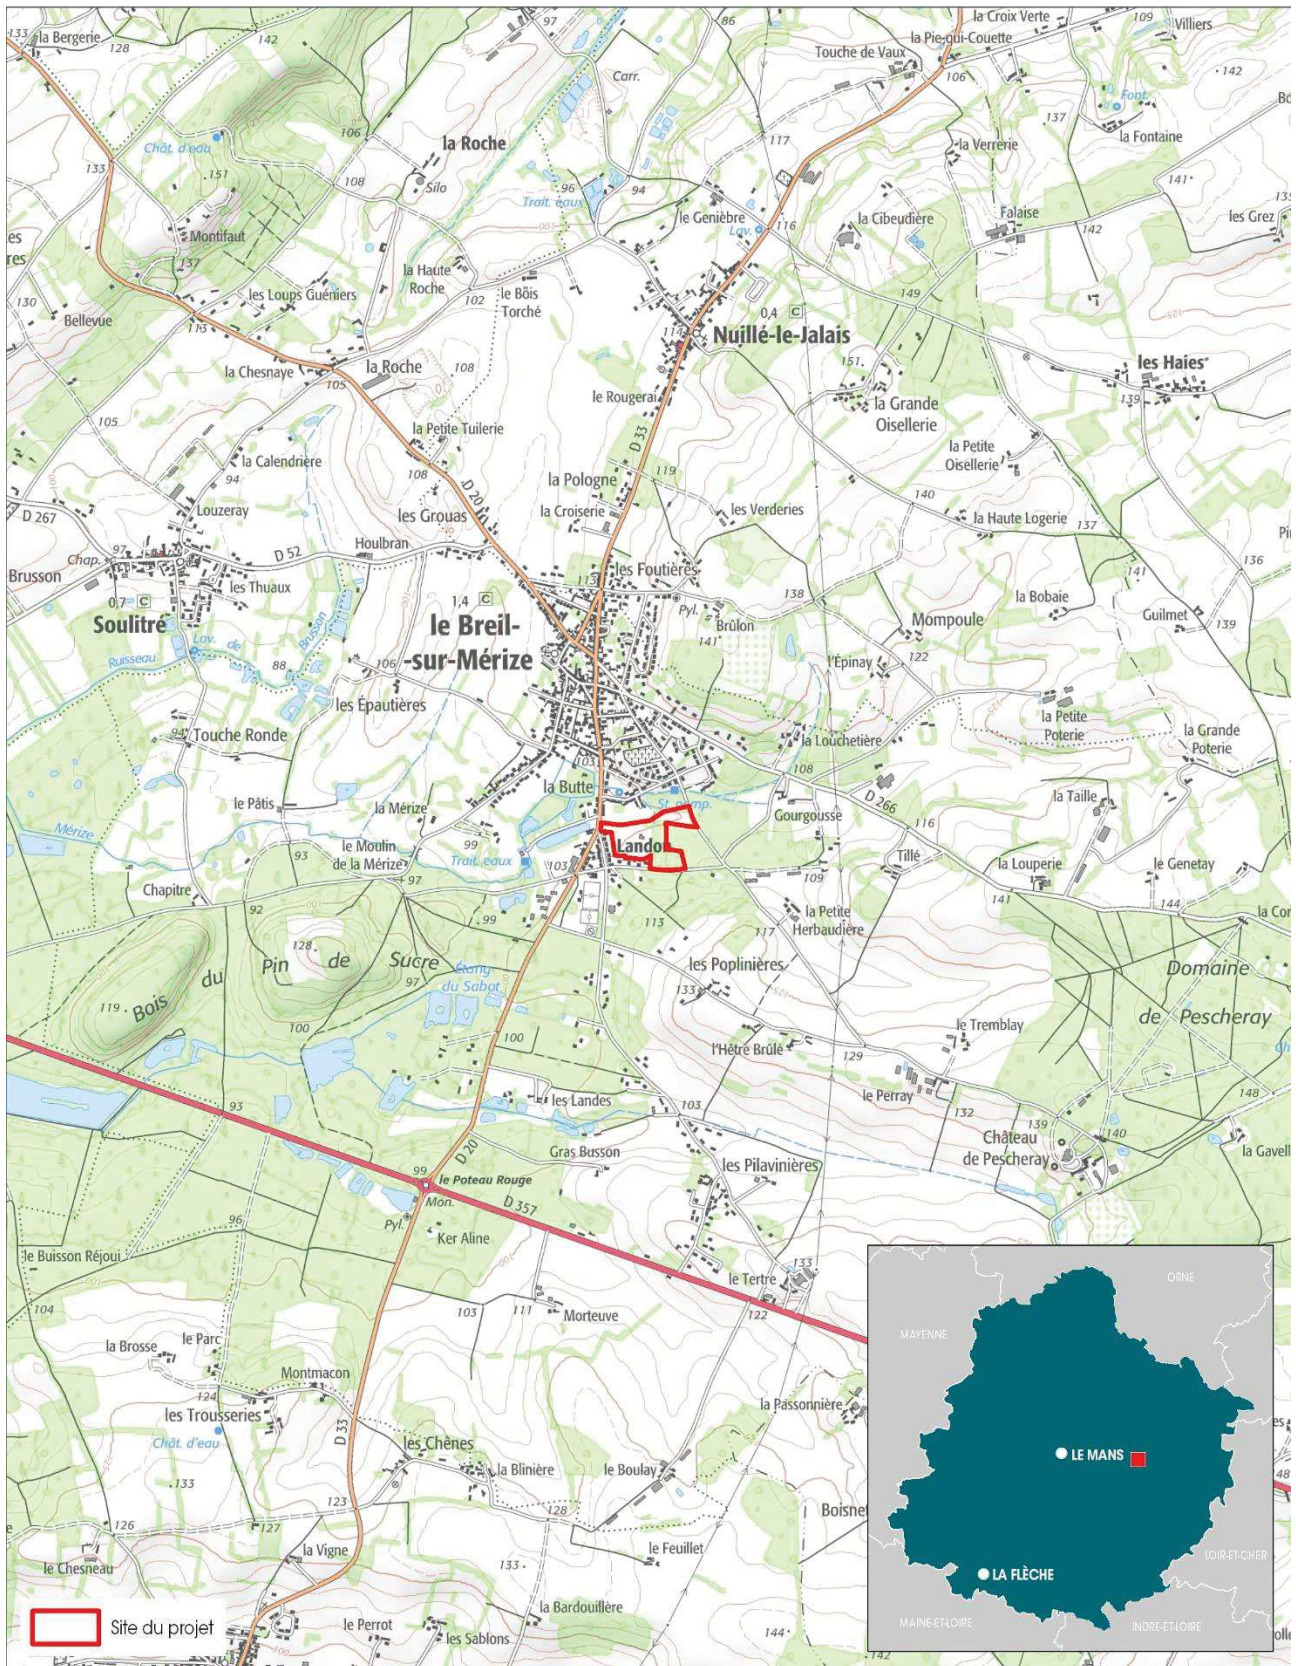 133
la Bergerie
128
142
97
86
la Croix Verte
109
Villiers
la Pie-qui-Couette
Touche de Vaux
106
142
Carr.
Font.
137
la Fontaine
117
106
Chât. d'eau
la Roche
la Verrerie
133
151
108
Silo
96
94
Trait. eaux
141
le Genièbre
la Cibeudière
Falaise
les Grez
Lav.
116
142
Montifaut
137
la Haute
Roche
130
les Loups Guéniers
102
le Bois
Torché
149
Bellevue
113
0,4 C
114
Nuillé-le-Jalais
la Chesnaye
la Roche
108
151
les Haies
105
139
139
le Rougerai
la Grande
Oisellerie
105
la Petite Tuilerie
D 33
la Petite
Oisellerie
la Calendrière
94
108
119
la Pologne
D 20
140
Louzeray
la Croiserie
les Verderies
les Grouas
la Haute Logerie
137
D 267
D 52
Houlbran
Chap.
97
136
les Foutières
141
Brusson
les Thuaux
113
138
la Bobaie
0,7 C
1,4 C
Pyl.
Brûlon
Guilmet
139
Soulitré
le Breil-
-sur-Mérize
141
Mompoule
Lav. de
Brusson
Ruisseau
88
106
122
l'Épinay
les Épautières
la Petite
Poterie
94
Touche Ronde
la Louchetière
la Grande
Poterie
103
la Butte
108
le Pâtis
la Mérize
St. pomp.
D 266
la Taille
Mérize
Gourgousse
116
99
le Moulin
de la Mérize
Landon
93
Trait. eaux
103
Tillé
la Louperie
le Genetay
Chapitre
97
109
141
92
99
la Petite
Herbaudière
144
113
117
128
Bois du Pin de Sucre
les Poplinières
Domaine
de Pescheray
119
97
Étang
du Sabot
133
100
100
le Tremblay
l'Hêtre Brûlé
129
les Landes
93
le Perray
148
103
132
139
140
Château
de Pescheray
D 20
Gras Busson
les Pilavinières
99
le Poteau Rouge
Mon.
D 357
96
Pyl.
Ker Aline
le Buisson Réjoui
le Tertre
133
104
103
111
Morteuve
122
le Parc
la Brosse
Montmacon
124
la Passonnière
les Trousseries
D 33
Chât. d'eau
les Chênes
la Blinière
le Boulay
133
123
128
126
127
le Chesneau
la Vigne
le Feuillet
133
la Bardouillère
le Perrot
les Sablons
144
142
Site du projet
ORNE
MAYENNE
LE MANS
LOIR-ET-CHER
LA FLÈCHE
MAINE-ET-LOIRE
INDRE-ET-LOIRE